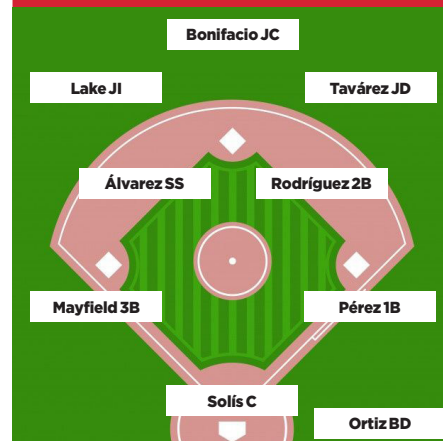 Bonifacio JC
Lake JI
Tavárez JD
Álvarez SS
Rodríguez 2B
Mayfield 3B
Pérez 1B
Solís C
Ortiz BD